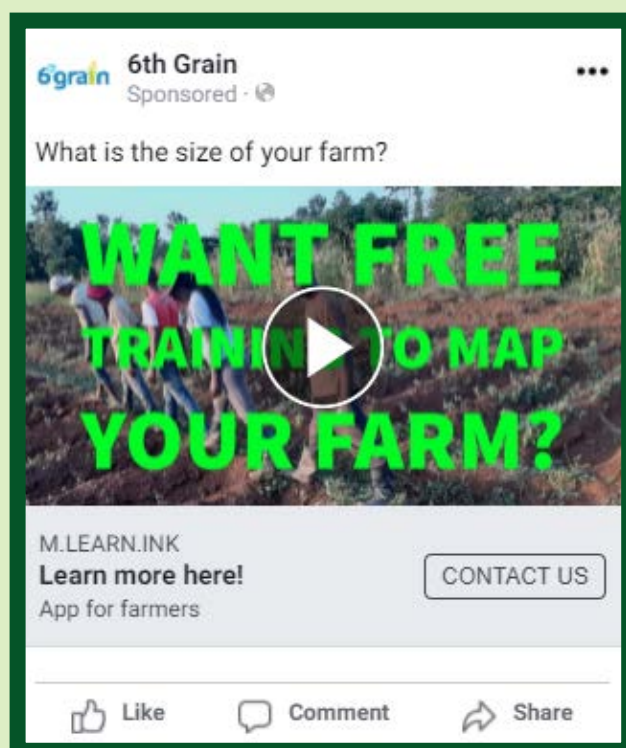 6grain
6th Grain
Sponsored ·
What is the size of your farm?
WANT FREE
TRAINING TO MAP
YOUR FARM?
M.LEARN.INK
Learn more here!
App for farmers
CONTACT US
Like Comment Share